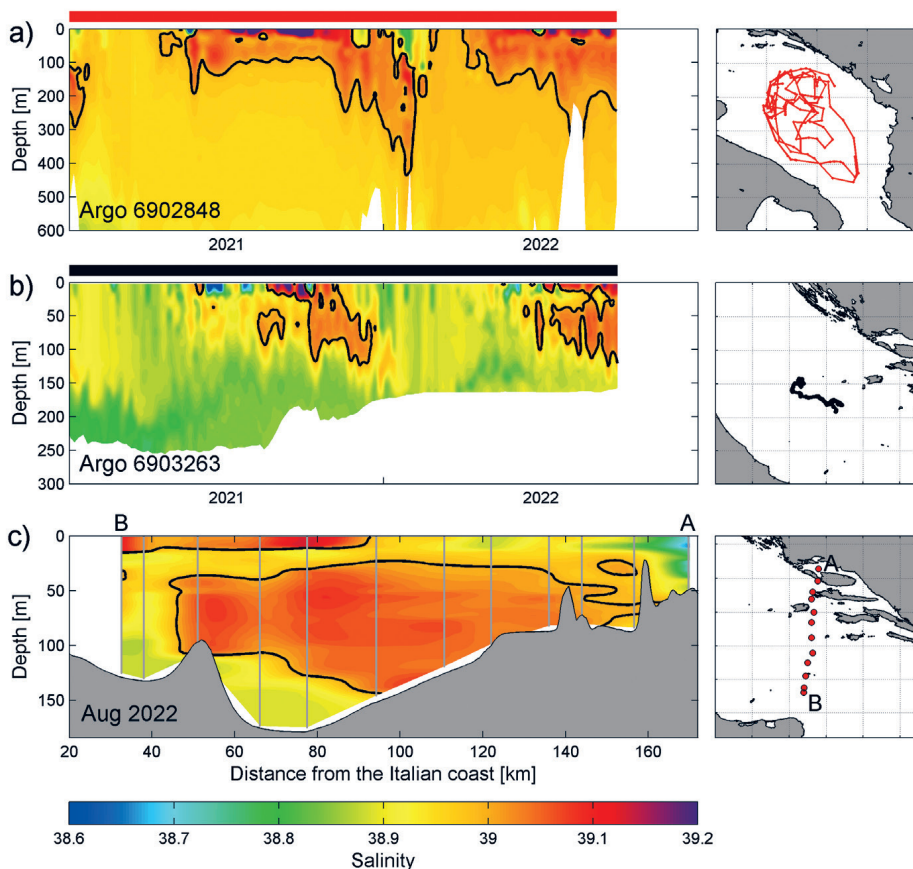 a)
0
100
200
300
400
500
600
Depth [m]
Argo 6902848
2021 2022
b)
0
50
100
150
200
250
300
Depth [m]
Argo 6903263
2021 2022
B A
c)
0
50
100
150
Depth [m]
Aug 2022
A
B
20 40 60 80 100 120 140 160
Distance from the Italian coast [km]
38.6 38.7 38.8 38.9 39 39.1 39.2
Salinity